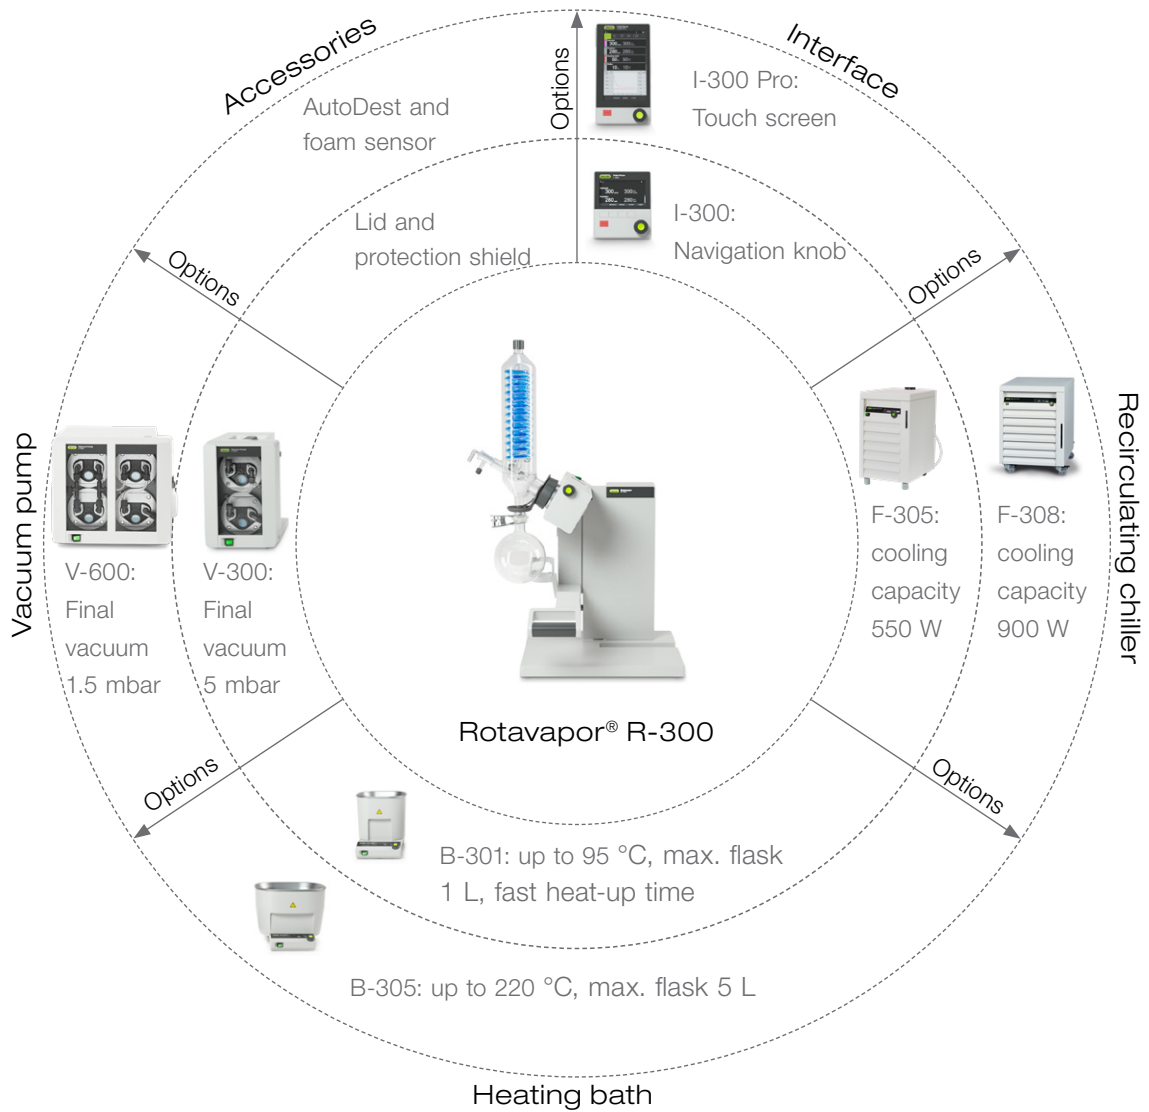 Accessories
Interface
Options
AutoDest and
foam sensor
I-300 Pro:
Touch screen
Lid and
protection shield
I-300:
Navigation knob
Options
Options
Vacuum pump
V-600:
Final
vacuum
1.5 mbar
V-300:
Final
vacuum
5 mbar
Rotavapor® R-300
F-305:
cooling
capacity
550 W
F-308:
cooling
capacity
900 W
Recirculating chiller
Options
Options
B-301: up to 95 °C, max. flask
1 L, fast heat-up time
B-305: up to 220 °C, max. flask 5 L
Heating bath